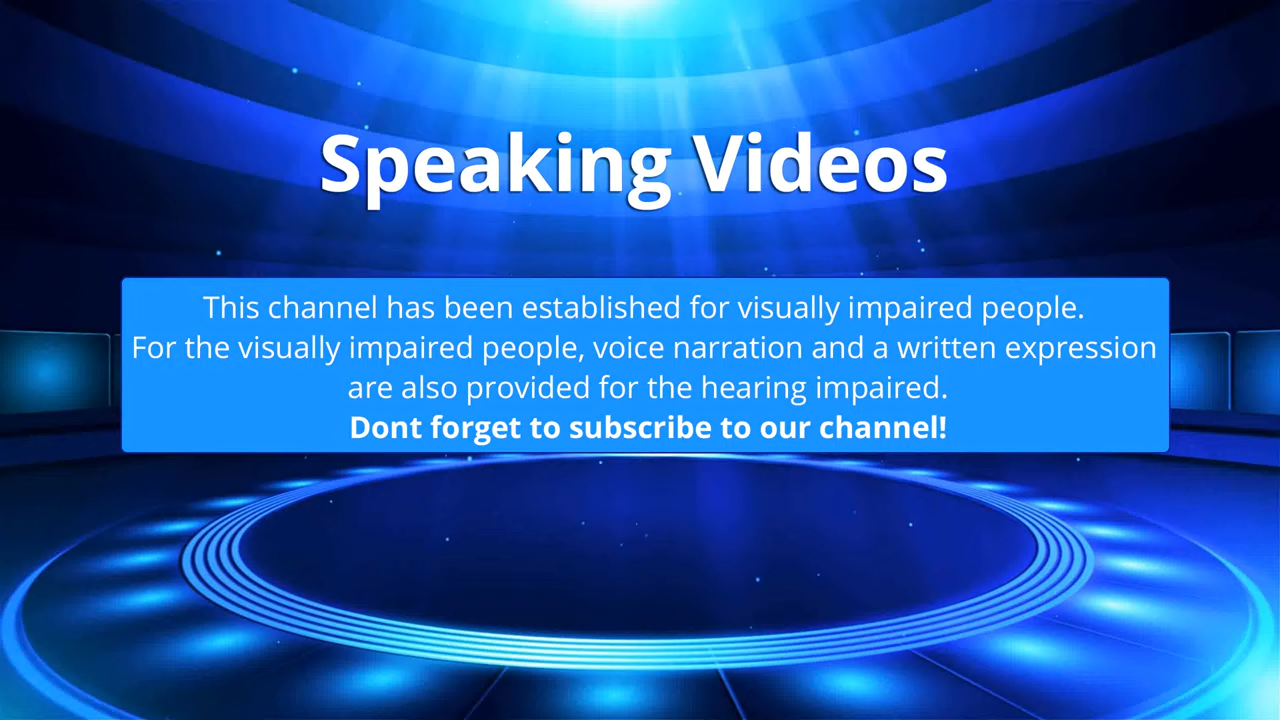 Speaking Videos
This channel has been established for visually impaired people.
For the visually impaired people, voice narration and a written expression
are also provided for the hearing impaired.
Dont forget to subscribe to our channel!